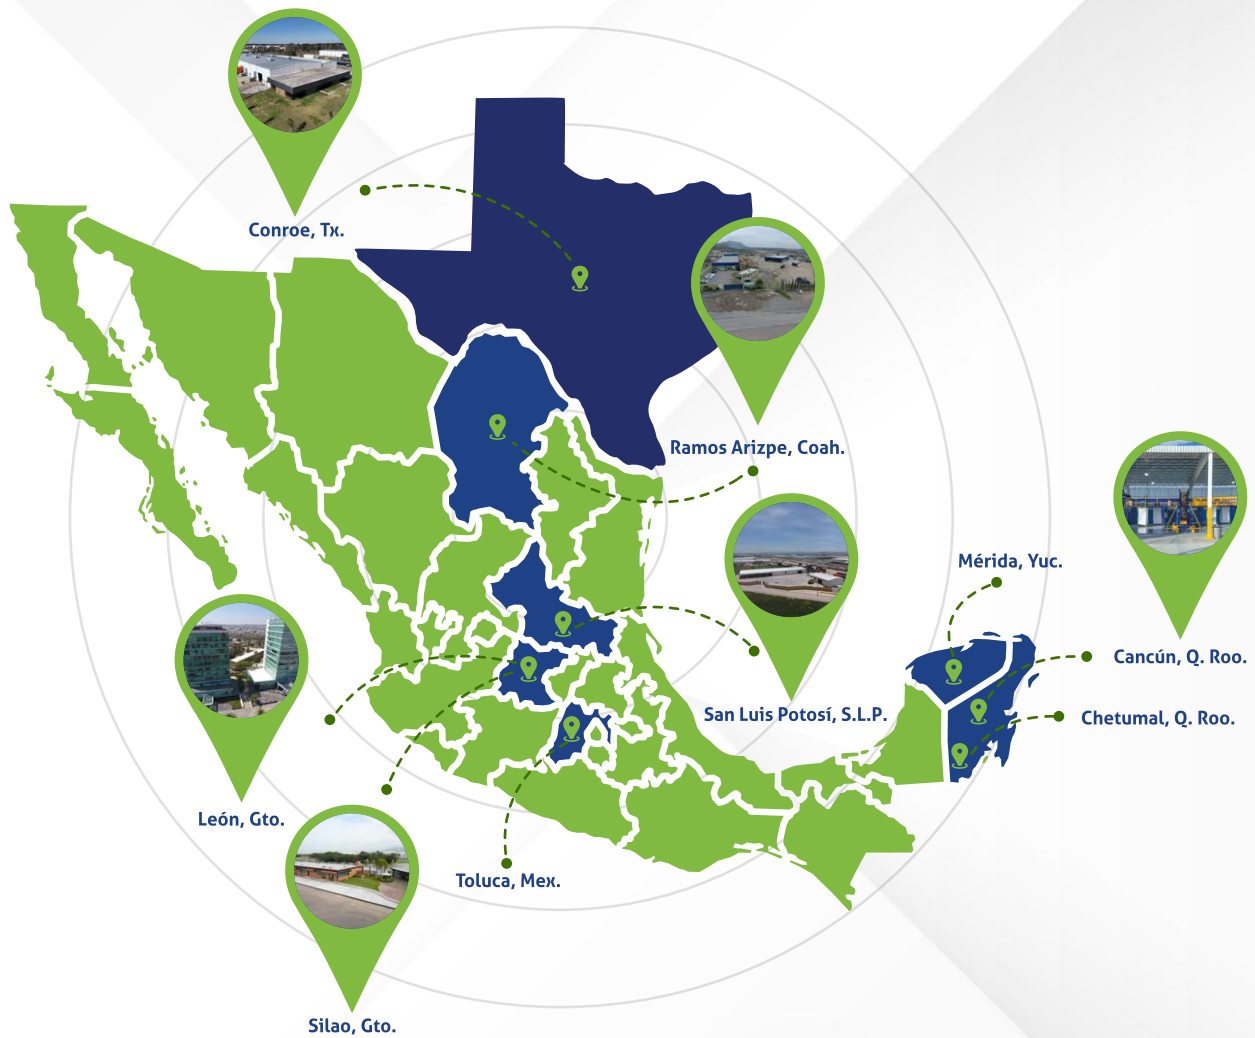 Conroe, Tx.
Ramos Arizpe, Coah.
Mérida, Yuc.
Cancún, Q. Roo.
San Luis Potosí, S.L.P.
Chetumal, Q. Roo.
León, Gto.
Toluca, Mex.
Silao, Gto.